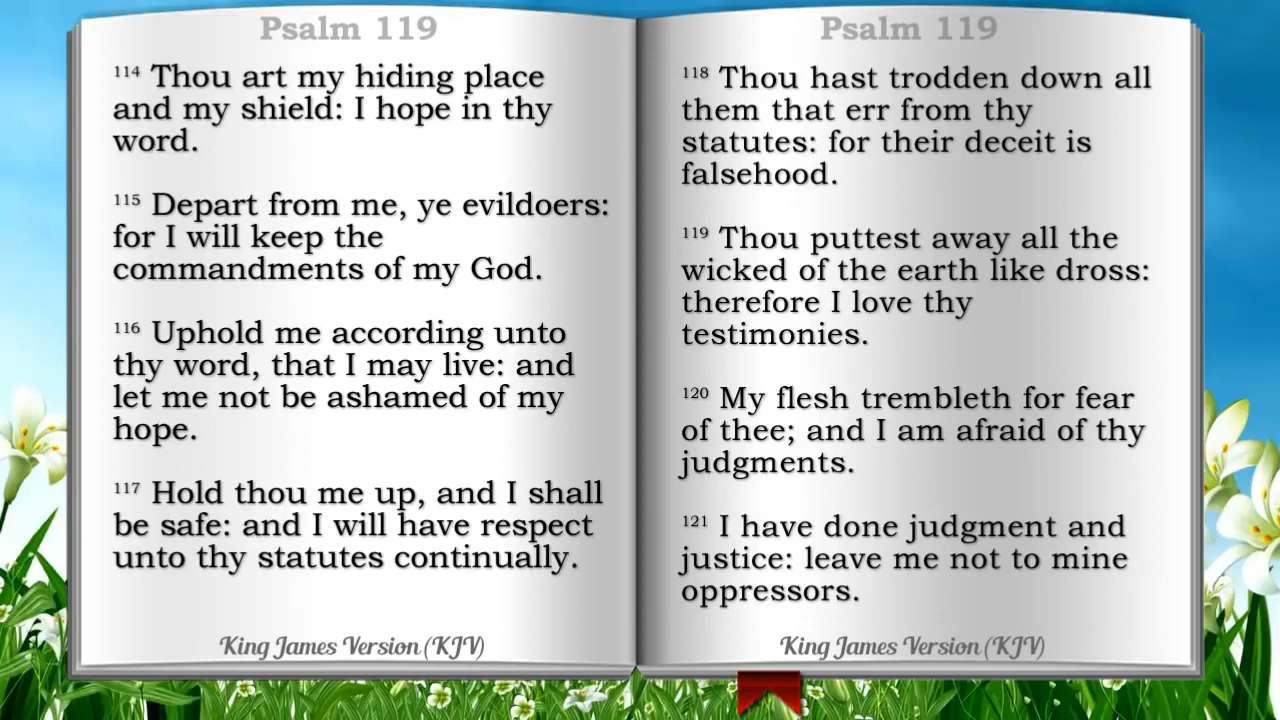 Psalm 119
114 Thou art my hiding place
and my shield: I hope in thy
word.
115 Depart from me, ye evildoers:
for I will keep the
commandments of my God.
116 Uphold me according unto
thy word, that I may live: and
let me not be ashamed of my
hope.
117 Hold thou me up, and I shall
be safe: and I will have respect
unto thy statutes continually.
King James Version (KJV)
Psalm 119
118 Thou hast trodden down all
them that err from thy
statutes: for their deceit is
falsehood.
119 Thou puttest away all the
wicked of the earth like dross:
therefore I love thy
testimonies.
120 My flesh trembleth for fear
of thee; and I am afraid of thy
judgments.
121 I have done judgment and
justice: leave me not to mine
oppressors.
King James Version (KJV)